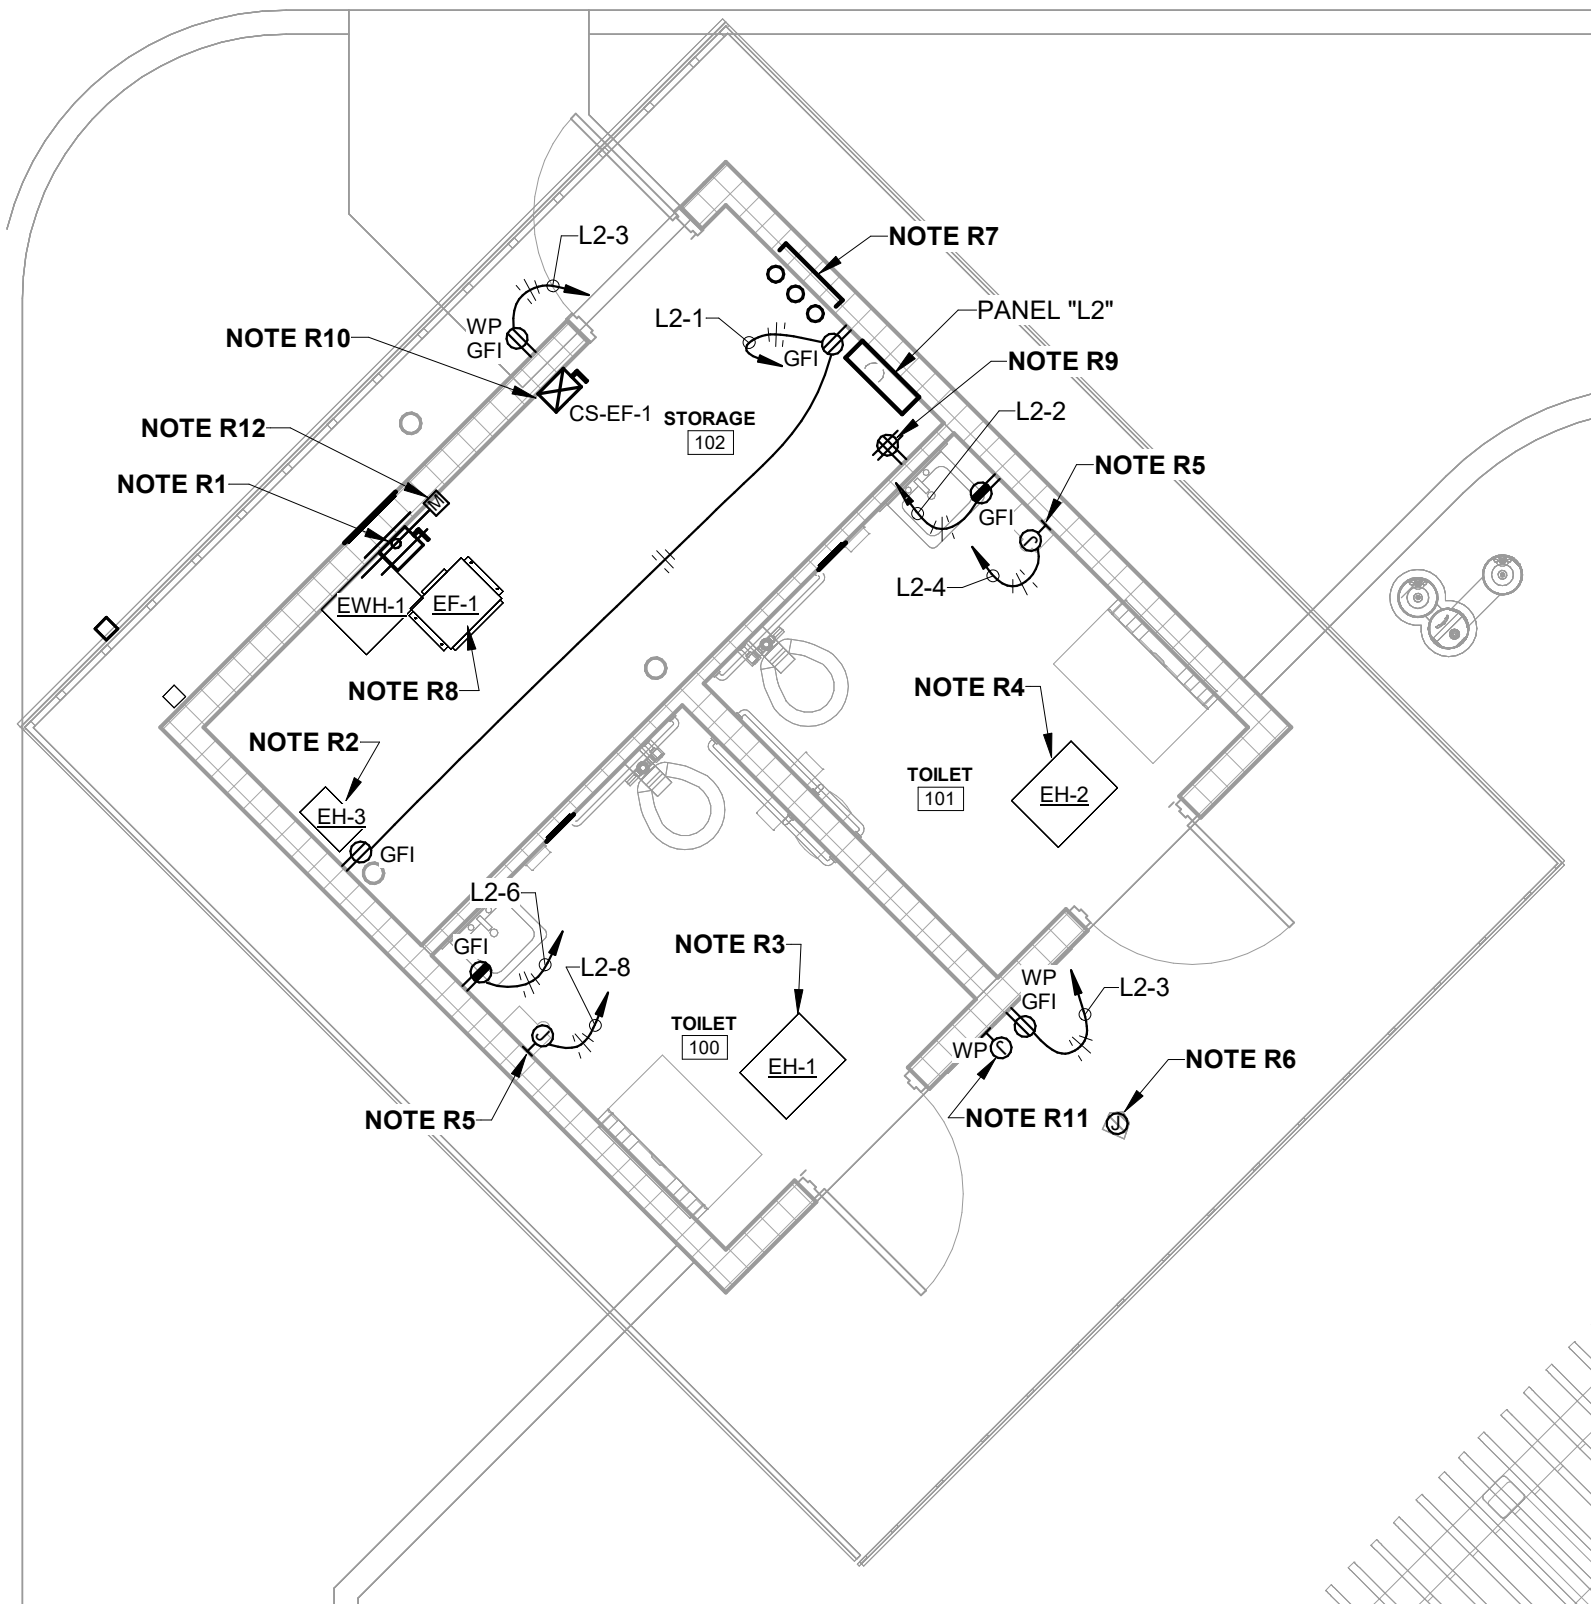 L2-3
NOTE R7
L2-1
PANEL "L2"
WP
GFI
NOTE R10
GFI
NOTE R9
CS-EF-1
STORAGE
102
L2-2
NOTE R12
NOTE R5
NOTE R1
GFI
M
L2-4
EWH-1
EF-1
NOTE R8
NOTE R4
NOTE R2
TOILET
101
EH-2
EH-3
GFI
L2-6
GFI
L2-8
NOTE R3
WP
GFI
L2-3
TOILET
100
EH-1
WP
J
NOTE R6
NOTE R5
J
NOTE R11
J
J